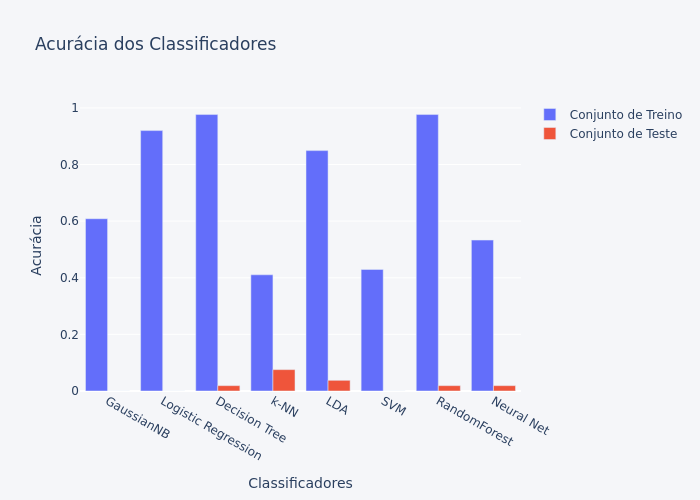 Acurácia dos Classificadores
Conjunto de Treino
Conjunto de Teste
Acurácia
1
0.8
0.6
0.4
0.2
0
GaussianNB
Logistic Regression
Decision Tree
k-NN
LDA
SVM
RandomForest
Neural Net
Classificadores